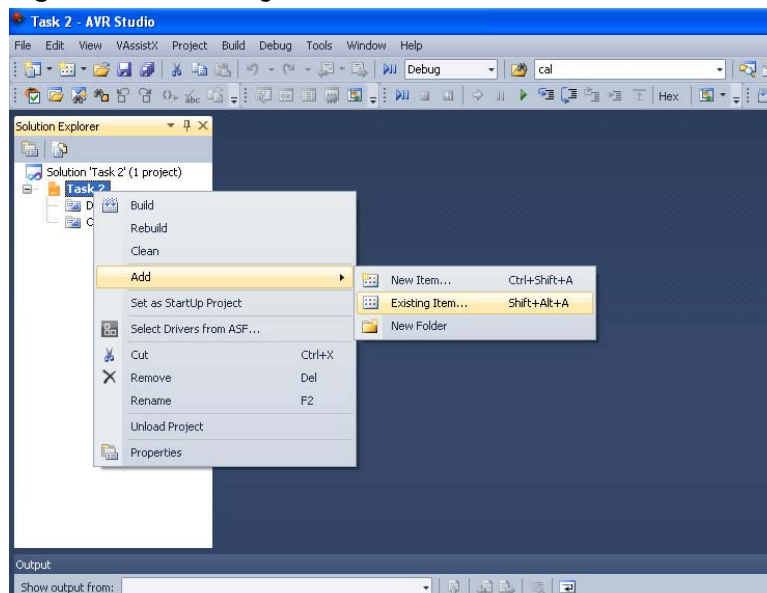 Task 2 - AVR Studio
File Edit View VAssistX Project Build Debug Tools Window Help
Debug cal
Hex
Solution Explorer
Solution 'Task 2' (1 project)
Task 2
D
C
Build
Rebuild
Clean
Add
Set as StartUp Project
Select Drivers from ASF...
Cut Ctrl+X
Remove Del
Rename F2
Unload Project
Properties
New Item... Ctrl+Shift+A
Existing Item... Shift+Alt+A
New Folder
Output
Show output from: